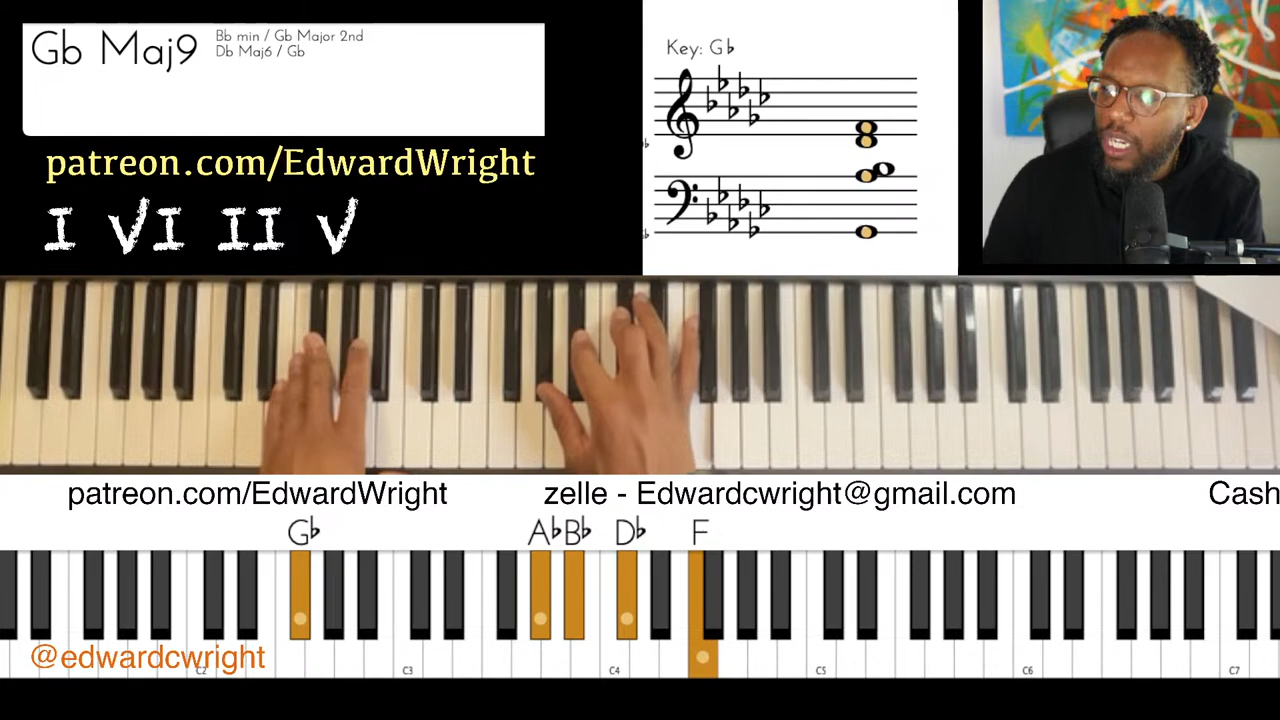 Gb Maj9
Bb min / Gb Major 2nd
Db Maj6 / Gb
Key: G♭
patreon.com/EdwardWright
I VI II V
patreon.com/EdwardWright zelle - Edwardcwright@gmail.com Cash
G♭ A♭ B♭ D♭ F
@edwardcwright
C2 C3 C4 C5 C6 C7